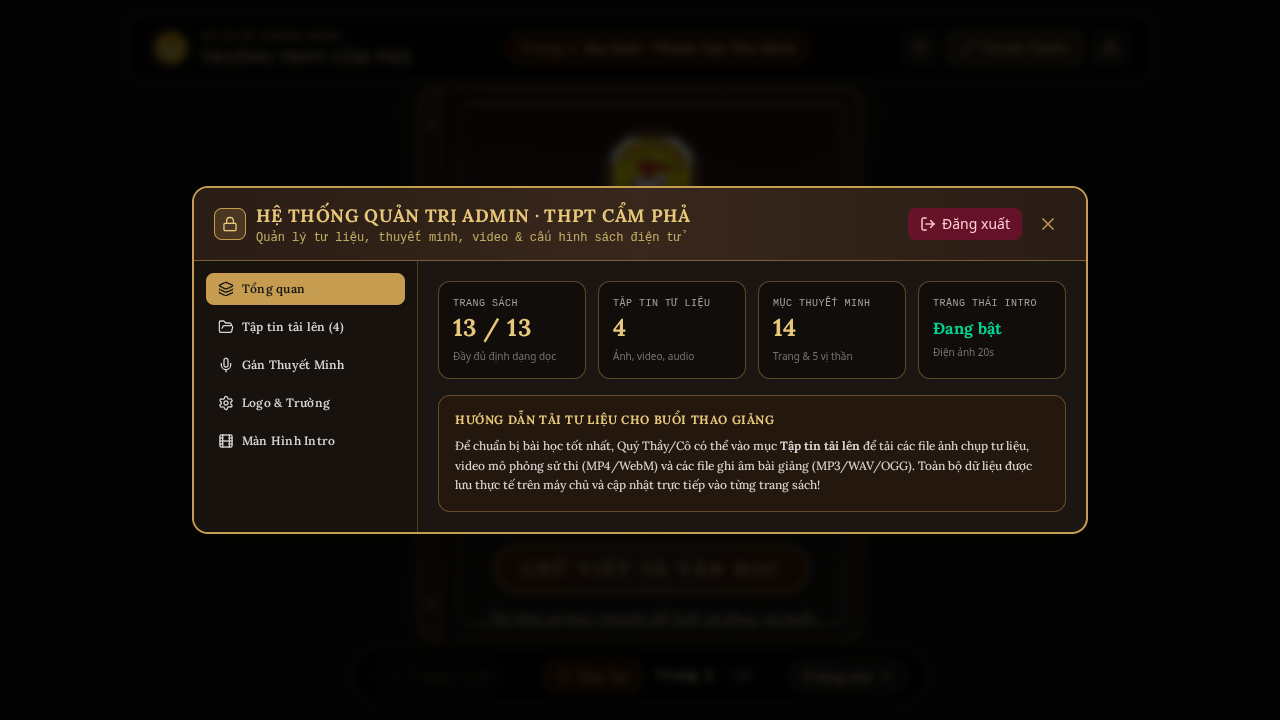 HỆ THỐNG QUẢN TRỊ ADMIN · THPT CẨM PHẢ
Quản lý tư liệu, thuyết minh, video & cấu hình sách điện tử
Đăng xuất
Tổng quan
Tập tin tải lên (4)
Gán Thuyết Minh
Logo & Trường
Màn Hình Intro
TRANG SÁCH
13 / 13
Đầy đủ định dạng dọc
TẬP TIN TƯ LIỆU
4
Ảnh, video, audio
MỤC THUYẾT MINH
14
Trang & 5 vị thần
TRẠNG THÁI INTRO
Đang bật
Điện ảnh 20s
HƯỚNG DẪN TẢI TƯ LIỆU CHO BUỔI THAO GIẢNG
Để chuẩn bị bài học tốt nhất, Quý Thầy/Cô có thể vào mục Tập tin tải lên để tải các file ảnh chụp tư liệu,
video mô phỏng sử thi (MP4/WebM) và các file ghi âm bài giảng (MP3/WAV/OGG). Toàn bộ dữ liệu được
lưu thực tế trên máy chủ và cập nhật trực tiếp vào từng trang sách!